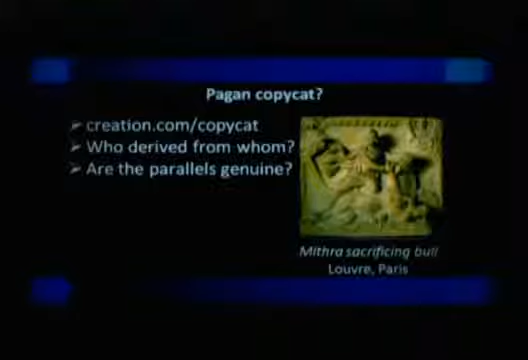 Pagan copycat?
➢ creation.com/copycat
➢ Who derived from whom?
➢ Are the parallels genuine?
Mithra sacrificing bull
Louvre, Paris